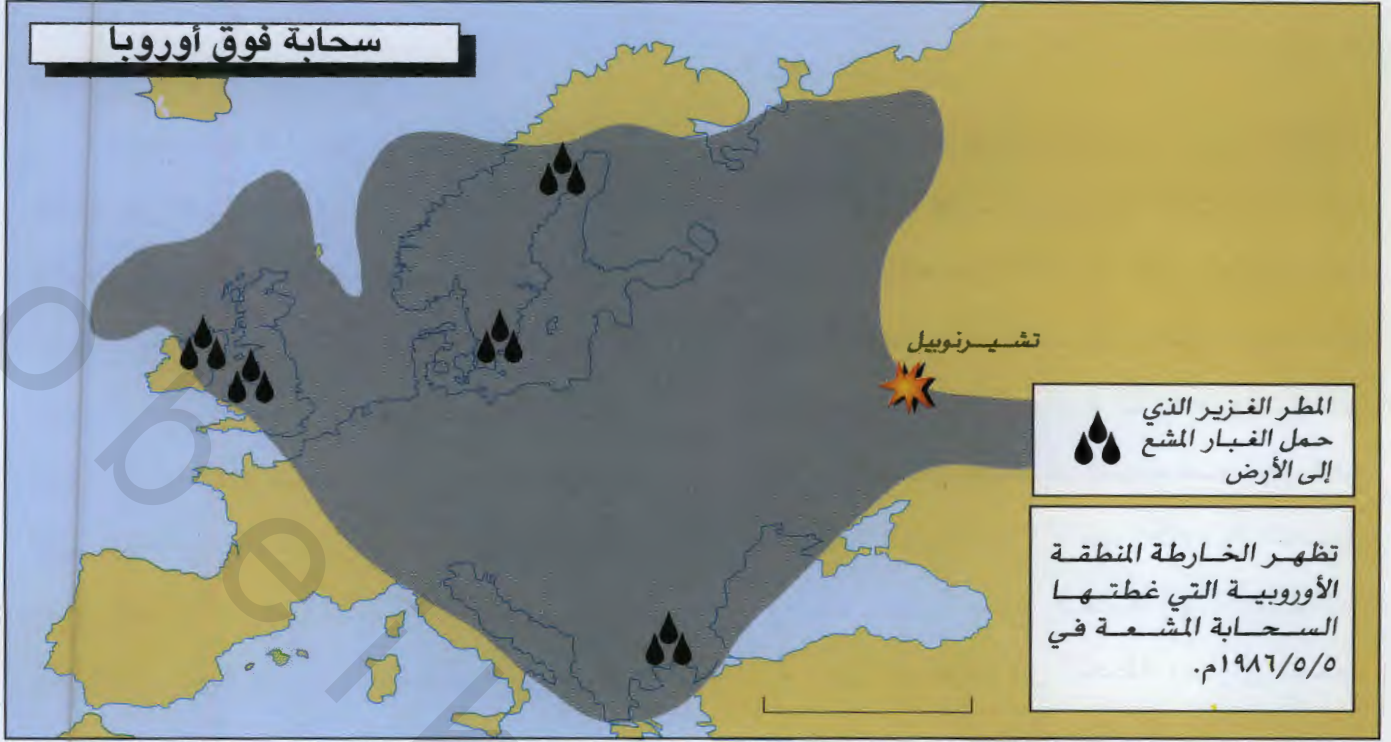 سحابة فوق أوروبا
تشيرنوبيل
المطر الغزير الذي
حمل الغبار المشع
إلى الأرض
تظهر الخارطة المنطقة
الأوروبية التي غطتها
السحابة المشعة في
١٩٨٦/٥/٥م.